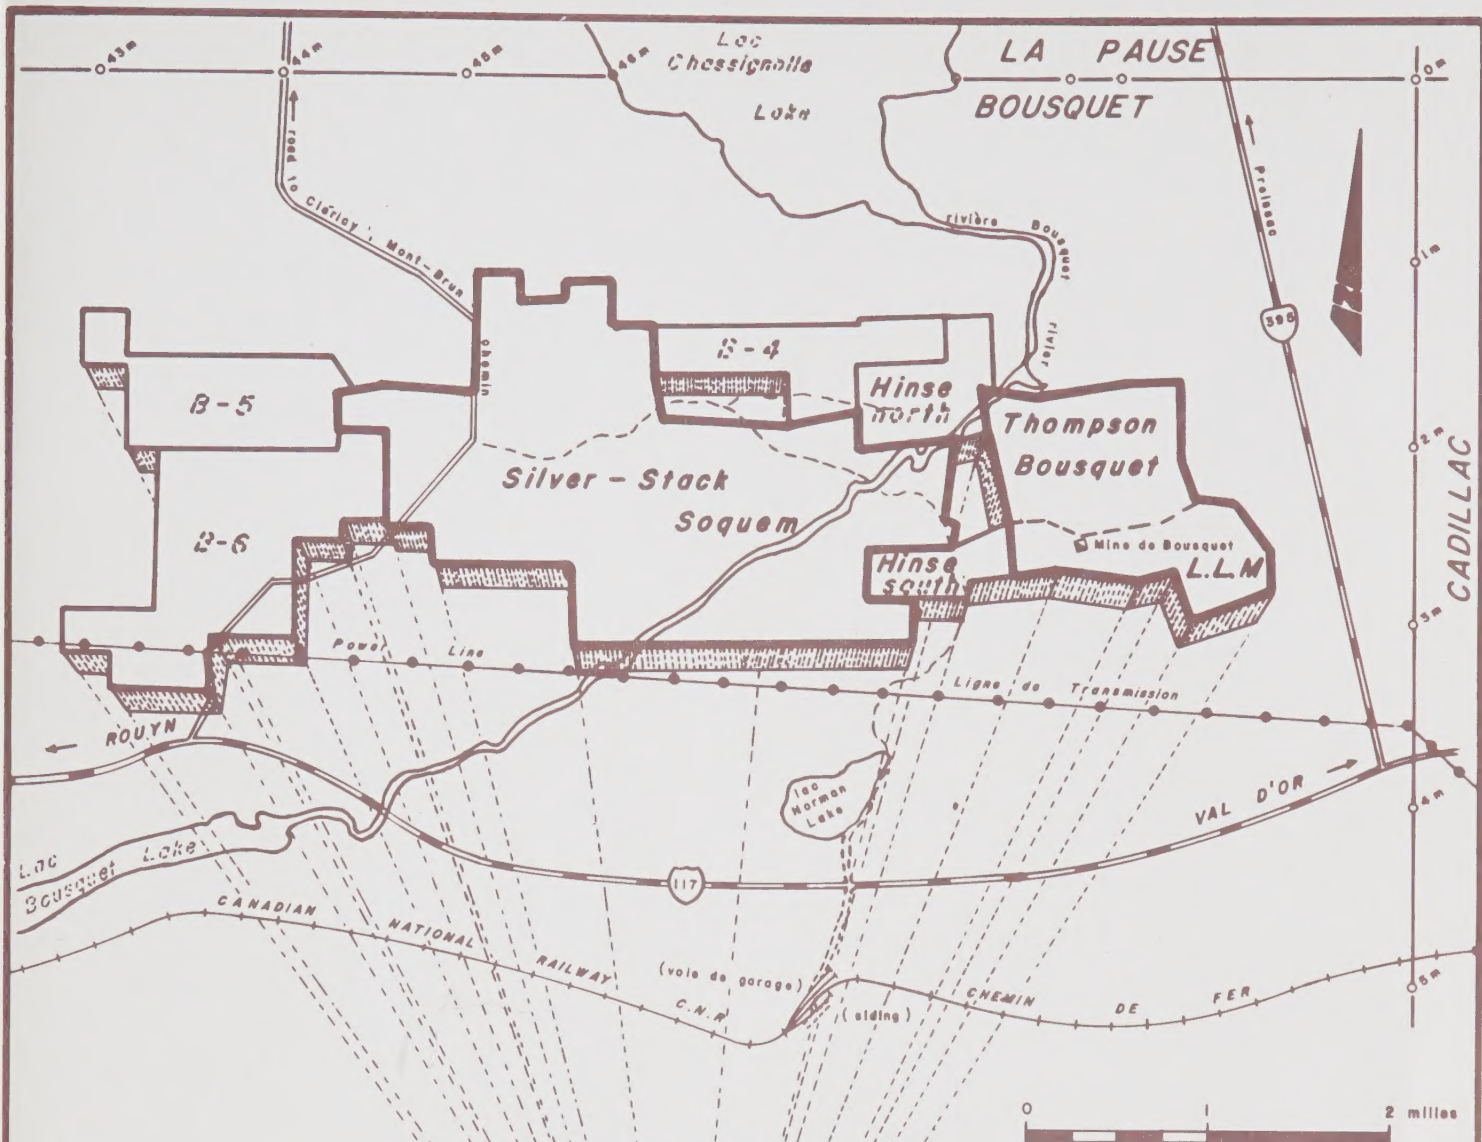 43m
44m
45m
46m
Lac
Chassignolle
Lake
LA PAUSE
BOUSQUET
0m
road to Cléricy, Mont-Brun
rivière Bousquet
river
Preissac
1m
chemin
395
B-4
B-5
Hinse
north
Thompson
Bousquet
2m
CADILLAC
Silver-Stack
Soquem
B-6
Mine de Bousquet
Hinse
south
L.L.M
3m
Power Line
Ligne de Transmission
ROUYN
VAL D'OR
4m
lac
Norman
Lake
Lac
Bousquet Lake
117
CANADIAN NATIONAL RAILWAY C.N.R
(voie de garage)
(siding)
CHEMIN DE FER
5m
0 1 2 milles